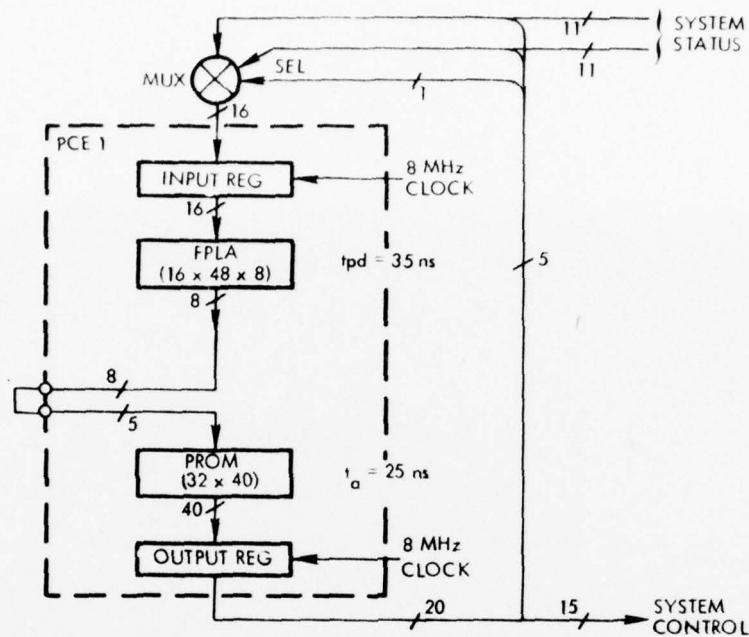 11
SYSTEM
STATUS
11
SEL
MUX
1
16
PCE 1
8 MHz
CLOCK
INPUT REG
16
FPLA
(16 x 48 x 8)
tpd = 35 ns
5
8
8
5
PROM
(32 x 40)
ta = 25 ns
40
OUTPUT REG
8 MHz
CLOCK
20
15
SYSTEM
CONTROL